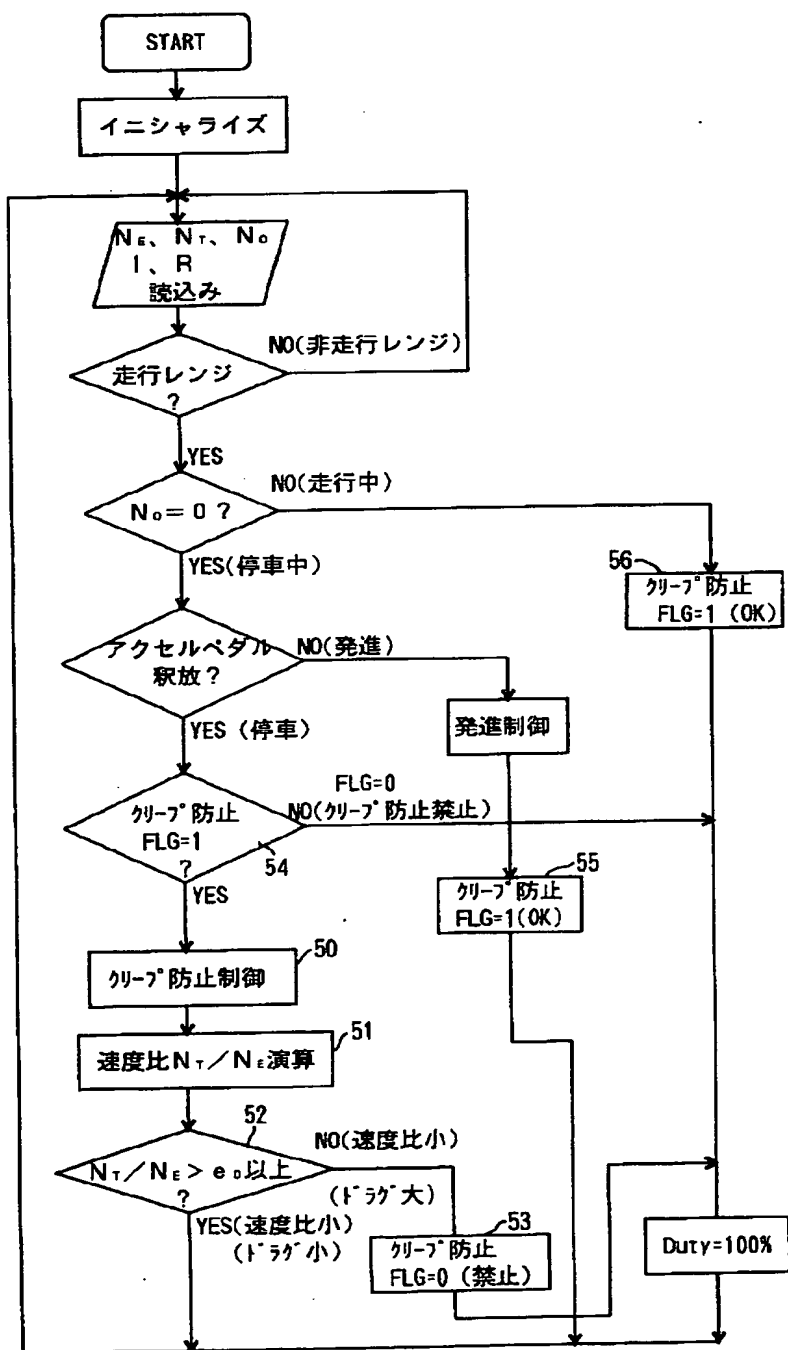 START
イニシャライズ
NE、NT、NO
I、R
読込み
NO(非走行レンジ)
走行レンジ
?
YES
NO(走行中)
NO=0?
YES(停車中)
56
クリープ防止
FLG=1 (OK)
アクセルペダル
釈放?
NO(発進)
発進制御
YES (停車)
FLG=0
NO(クリープ防止禁止)
クリープ防止
FLG=1
?
54
YES
55
クリープ防止
FLG=1(OK)
50
クリープ防止制御
51
速度比NT/NE演算
52
NO(速度比小)
NT/NE>eD以上
?
(ドラグ大)
YES(速度比小)
(ドラグ小)
53
クリープ防止
FLG=0 (禁止)
Duty=100%